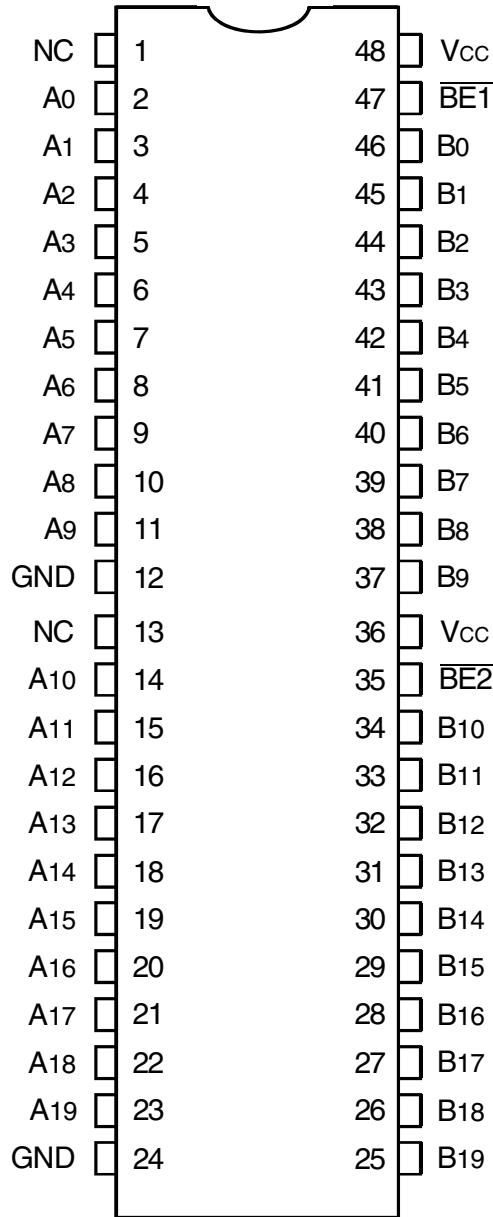 NC 1 48 VCC
A0 2 47 BE1
A1 3 46 B0
A2 4 45 B1
A3 5 44 B2
A4 6 43 B3
A5 7 42 B4
A6 8 41 B5
A7 9 40 B6
A8 10 39 B7
A9 11 38 B8
GND 12 37 B9
NC 13 36 VCC
A10 14 35 BE2
A11 15 34 B10
A12 16 33 B11
A13 17 32 B12
A14 18 31 B13
A15 19 30 B14
A16 20 29 B15
A17 21 28 B16
A18 22 27 B17
A19 23 26 B18
GND 24 25 B19